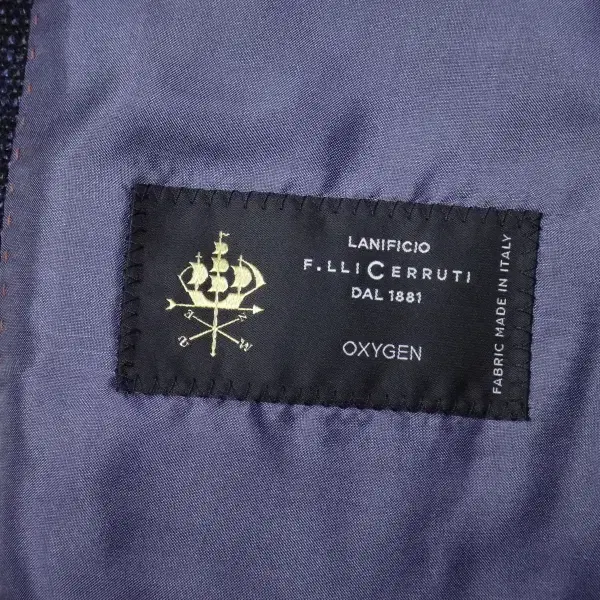 LANIFICIO
F.LLI CERRUTI
DAL 1881
OXYGEN
FABRIC MADE IN ITALY
N
E
S
W